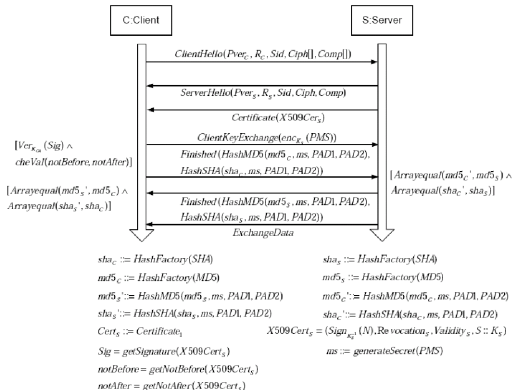 C:Client
S:Server
ClientHello(Pver_C, R_C, Sid, Ciph[], Comp[])
ServerHello(Pver_S, R_S, Sid, Ciph, Comp)
Certificate(X509Cer_S)
[Ver_{K_CA}(Sig) ∧
cheVal(notBefore, notAfter)]
ClientKeyExchange(enc_{K_S}(PMS))
Finished(HashMD5(md5_C, ms, PAD1, PAD2),
HashSHA(sha_C, ms, PAD1, PAD2))
[Arrayequal(md5_C', md5_S) ∧
Arrayequal(sha_C', sha_S)]
[Arrayequal(md5_S', md5_C) ∧
Arrayequal(sha_S', sha_C)]
Finished(HashMD5(md5_S, ms, PAD1, PAD2),
HashSHA(sha_S, ms, PAD1, PAD2))
ExchangeData
sha_C ::= HashFactory(SHA)
md5_C ::= HashFactory(MD5)
md5_S' ::= HashMD5(md5_S, ms, PAD1, PAD2)
sha_S' ::= HashSHA(sha_S, ms, PAD1, PAD2)
Cert_S ::= Certificate_S
Sig = getSignature(X509Cert_S)
notBefore = getNotBefore(X509Cert_S)
notAfter = getNotAfter(X509Cert_S)
sha_S ::= HashFactory(SHA)
md5_S ::= HashFactory(MD5)
md5_C' ::= HashMD5(md5_C, ms, PAD1, PAD2)
sha_C' ::= HashSHA(sha_C, ms, PAD1, PAD2)
X509Cert_S = (Sign_{K_CA^-1}(N), Revocation_S, Validity_S, S :: K_S)
ms ::= generateSecret(PMS)